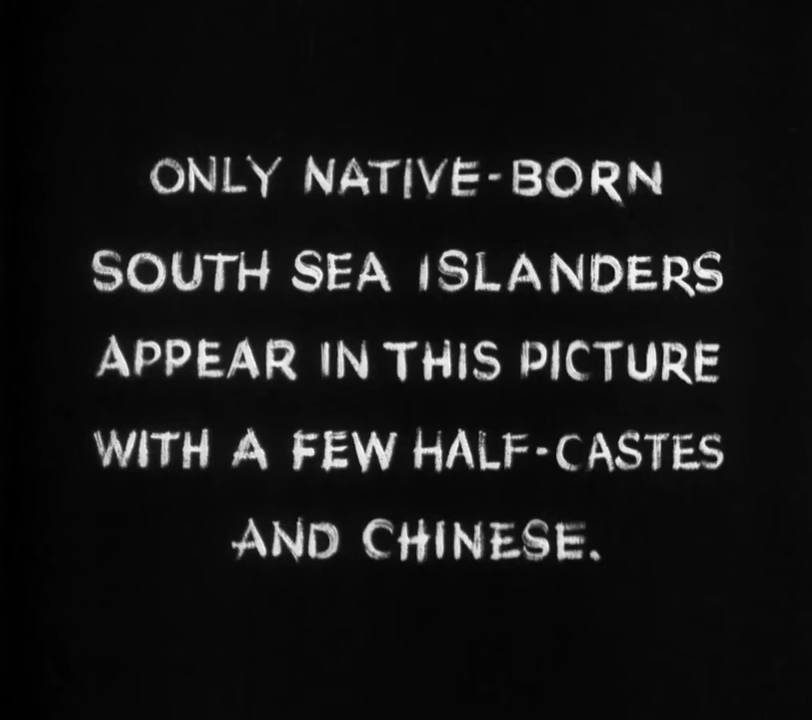 ONLY NATIVE-BORN
SOUTH SEA ISLANDERS
APPEAR IN THIS PICTURE
WITH A FEW HALF-CASTES
AND CHINESE.